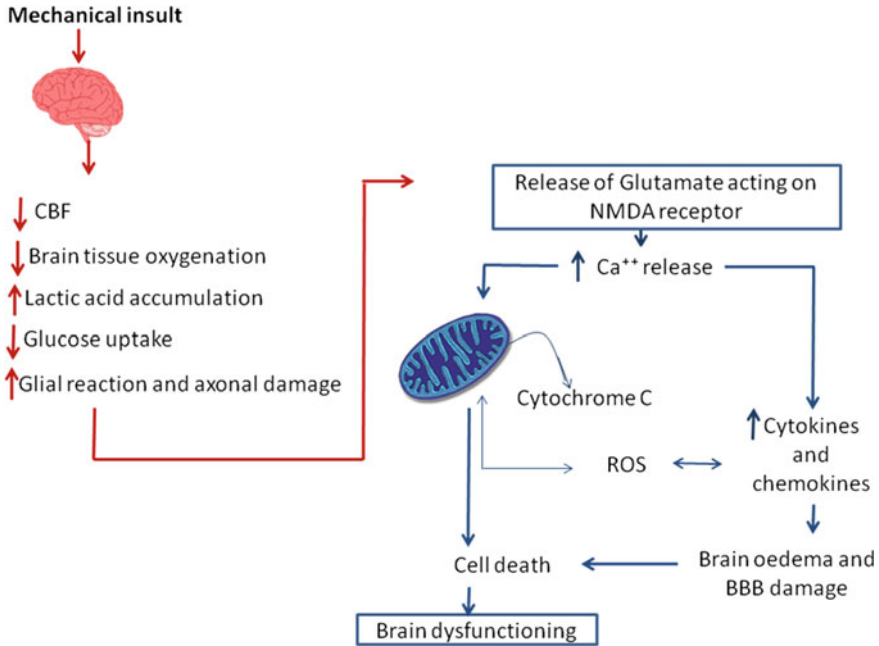 Mechanical insult
CBF
Brain tissue oxygenation
Lactic acid accumulation
Glucose uptake
Glial reaction and axonal damage
Release of Glutamate acting on
NMDA receptor
Ca⁺⁺ release
Cytochrome C
ROS
Cytokines
and
chemokines
Brain oedema and
BBB damage
Cell death
Brain dysfunctioning